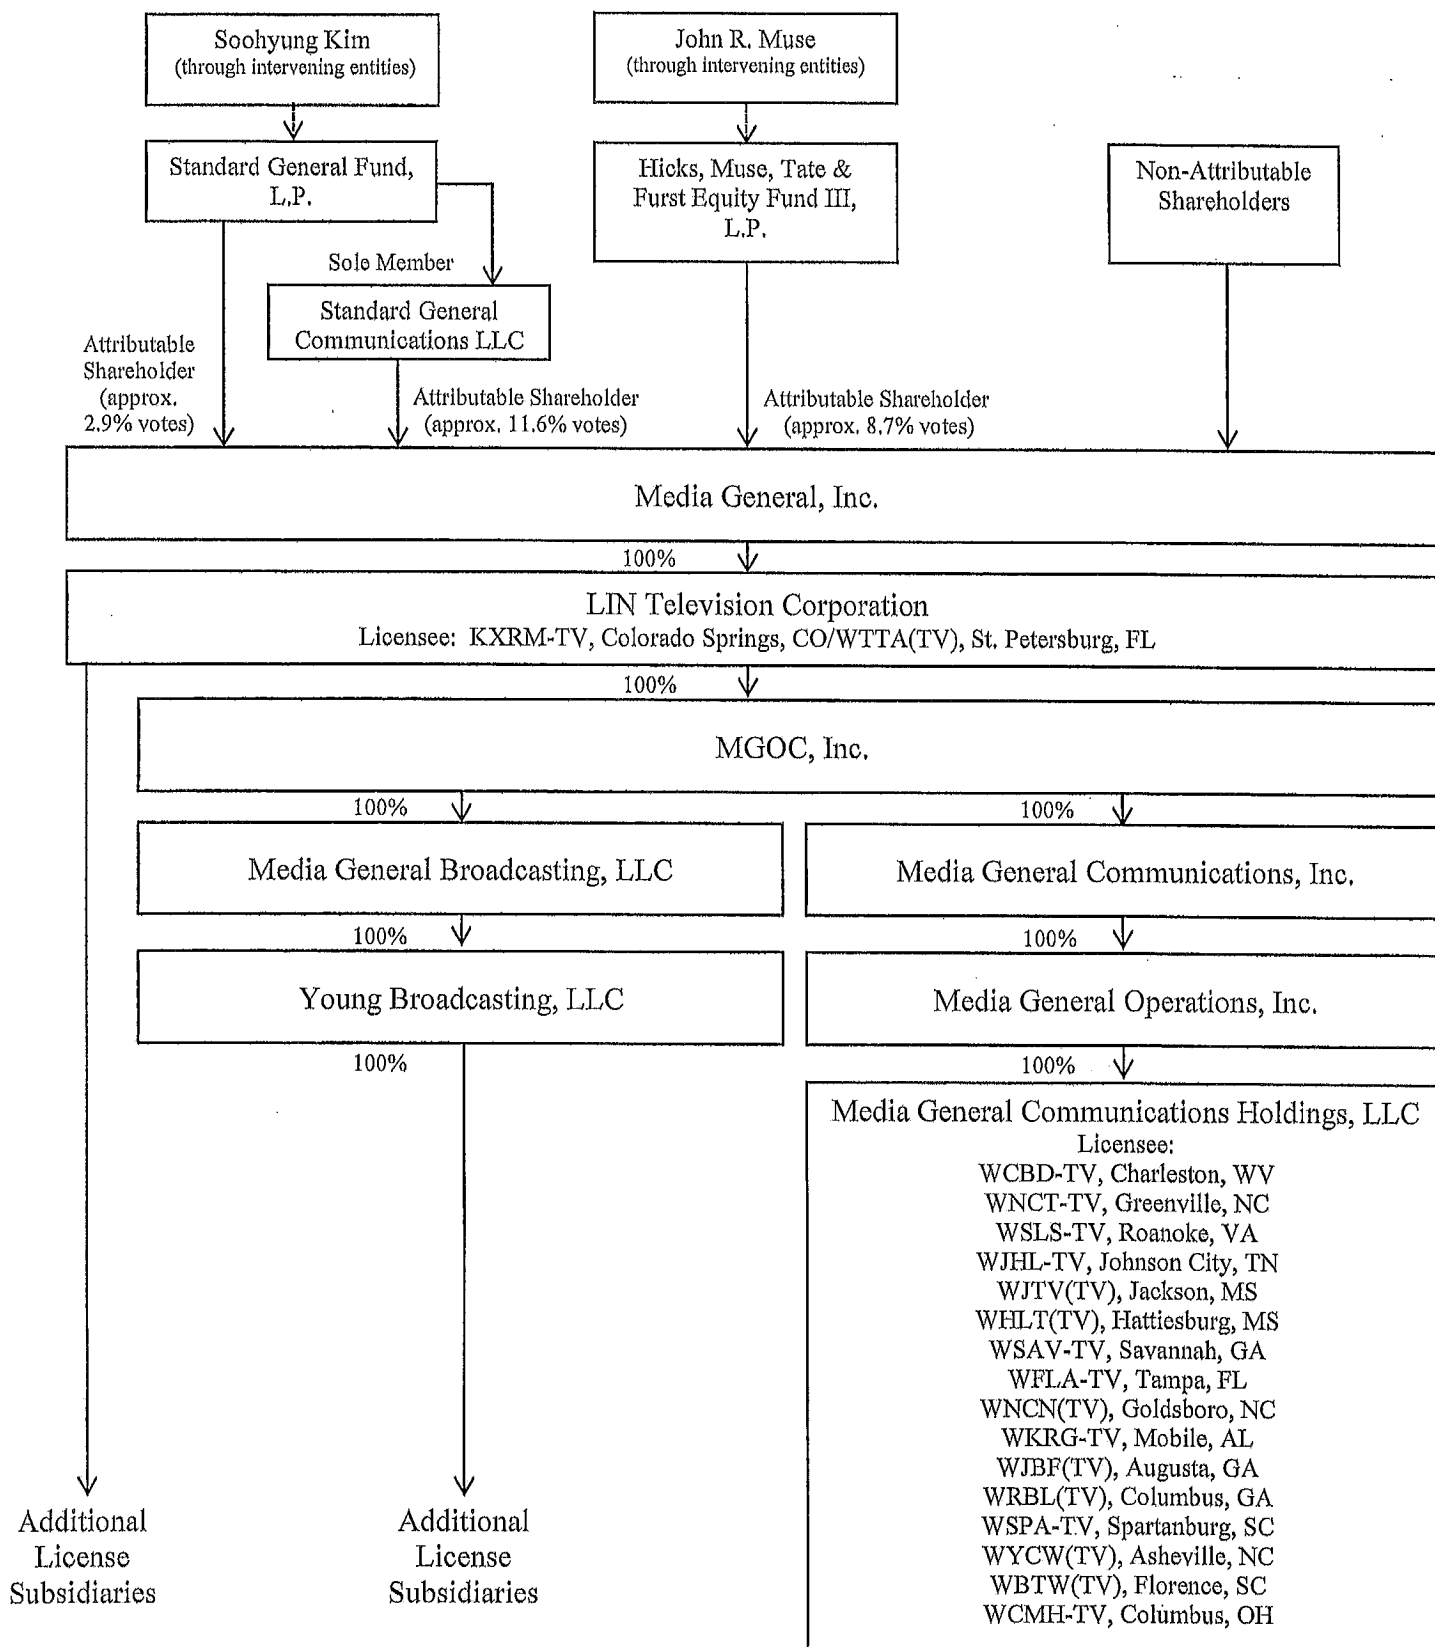 Soohyung Kim
(through intervening entities)
John R. Muse
(through intervening entities)
Standard General Fund,
L.P.
Hicks, Muse, Tate &
Furst Equity Fund III,
L.P.
Non-Attributable
Shareholders
Sole Member
Standard General
Communications LLC
Attributable
Shareholder
(approx.
2.9% votes)
Attributable Shareholder
(approx. 11.6% votes)
Attributable Shareholder
(approx. 8.7% votes)
Media General, Inc.
100%
LIN Television Corporation
Licensee: KXRM-TV, Colorado Springs, CO/WTTA(TV), St. Petersburg, FL
100%
MGOC, Inc.
100%
100%
Media General Broadcasting, LLC
Media General Communications, Inc.
100%
100%
Young Broadcasting, LLC
Media General Operations, Inc.
100%
100%
Media General Communications Holdings, LLC
Licensee:
WCBD-TV, Charleston, WV
WNCT-TV, Greenville, NC
WSLS-TV, Roanoke, VA
WJHL-TV, Johnson City, TN
WJTV(TV), Jackson, MS
WHLT(TV), Hattiesburg, MS
WSAV-TV, Savannah, GA
WFLA-TV, Tampa, FL
WNCN(TV), Goldsboro, NC
WKRG-TV, Mobile, AL
WJBF(TV), Augusta, GA
WRBL(TV), Columbus, GA
WSPA-TV, Spartanburg, SC
WYCW(TV), Asheville, NC
WBTW(TV), Florence, SC
WCMH-TV, Columbus, OH
Additional
License
Subsidiaries
Additional
License
Subsidiaries